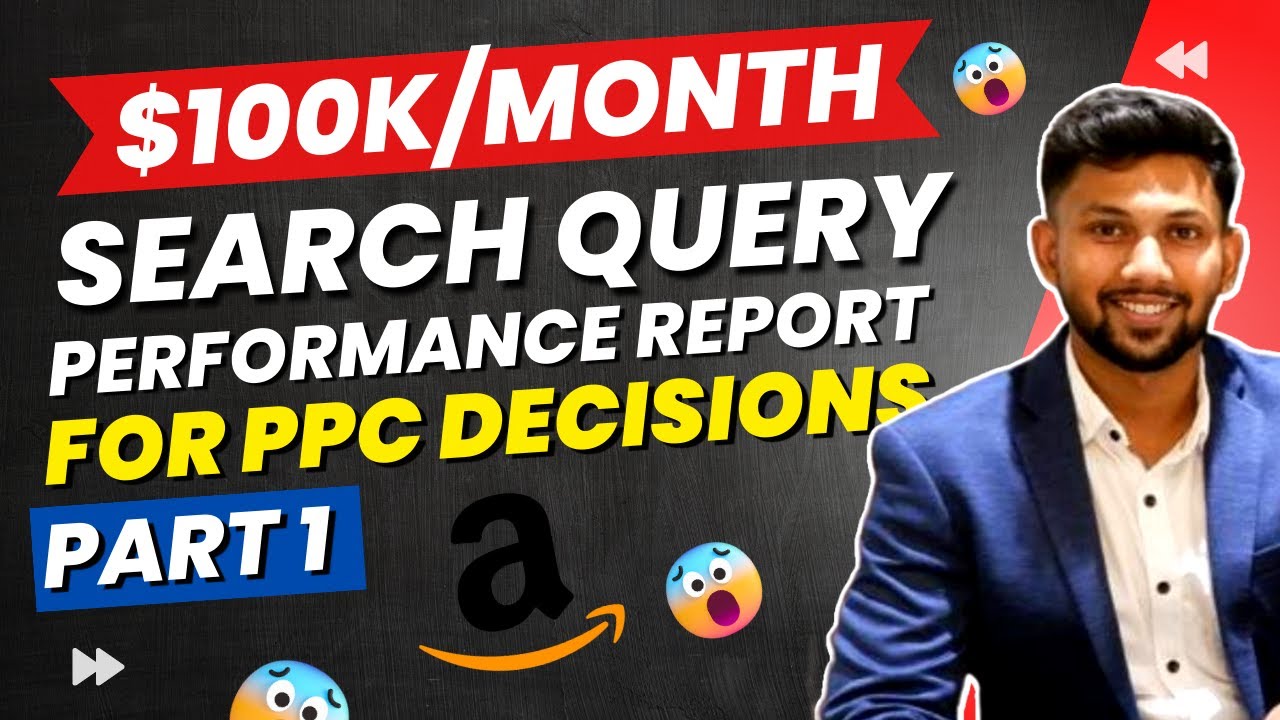 $100K/MONTH
SEARCH QUERY
PERFORMANCE REPORT
FOR PPC DECISIONS
PART 1
a